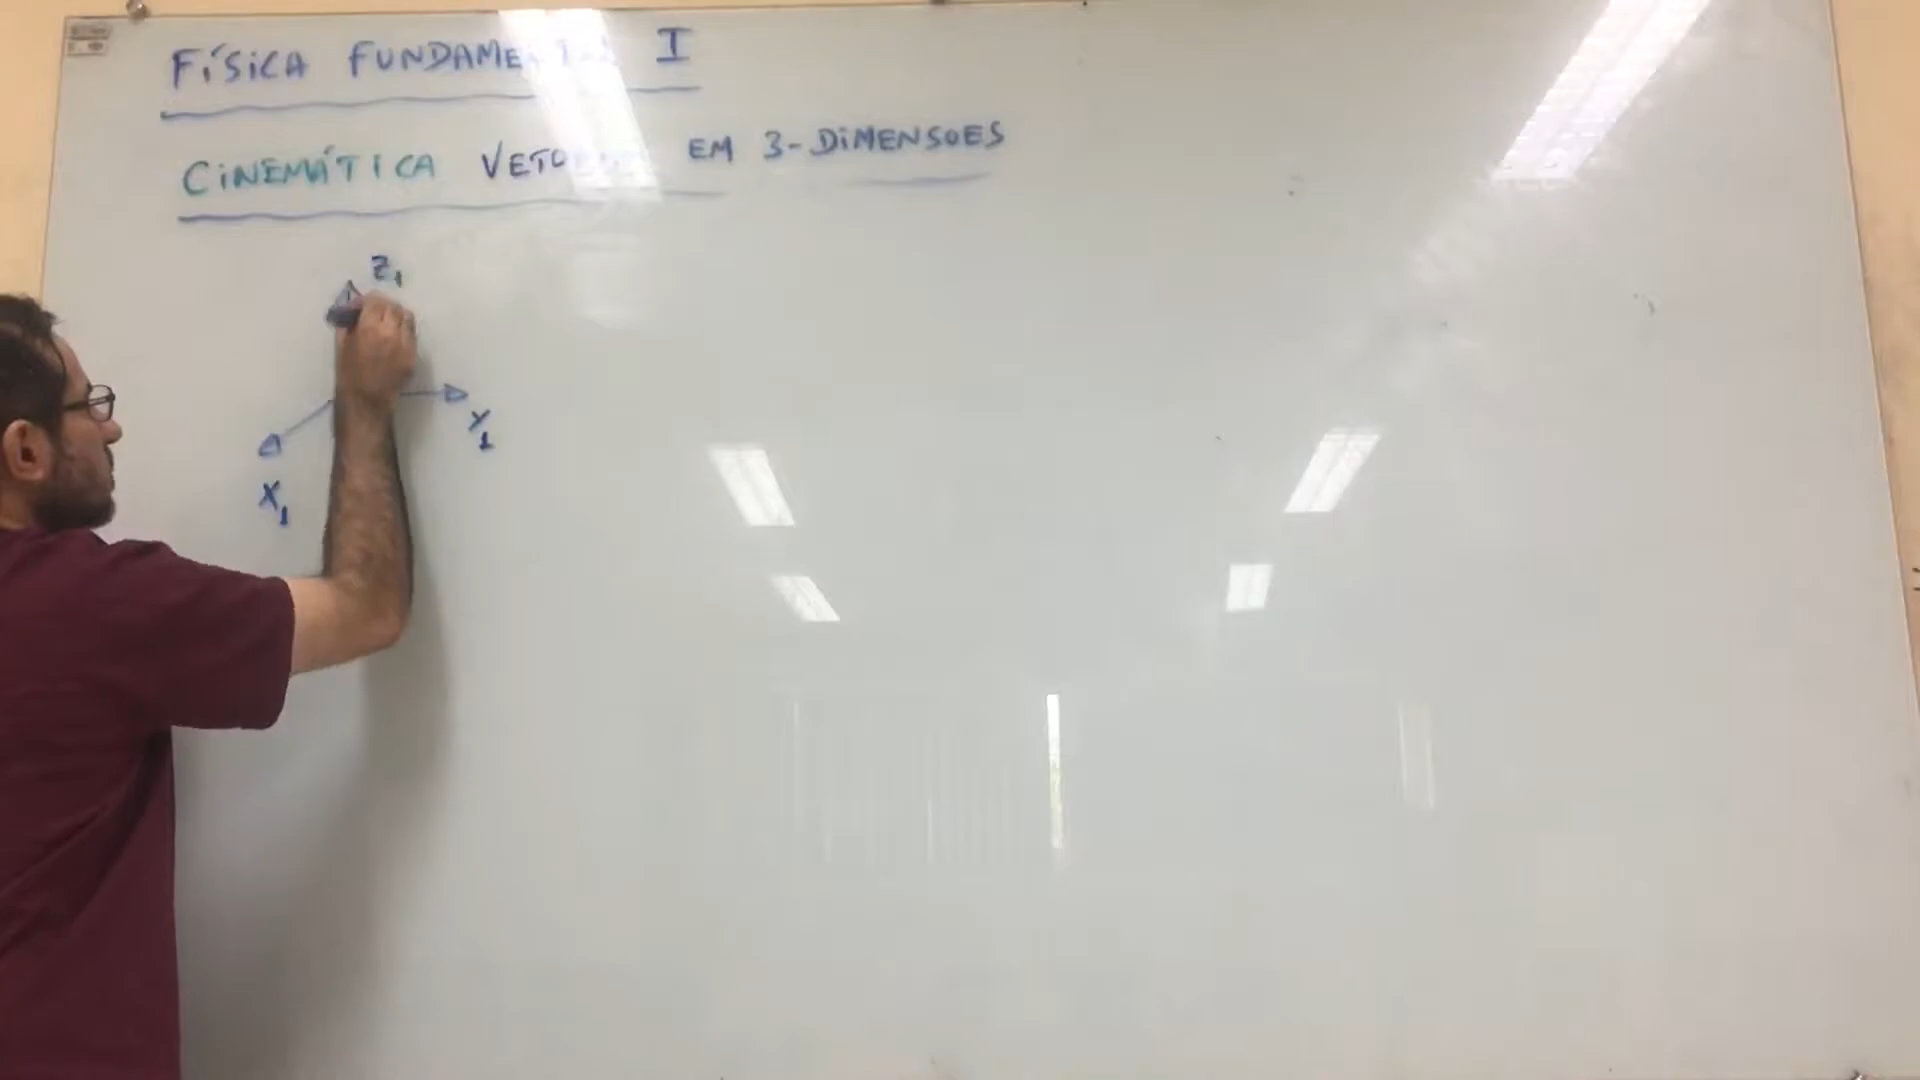 FÍSICA FUNDAMENTAL I
CINEMÁTICA VETORIAL EM 3-DIMENSOES
Z1
Y1
X1